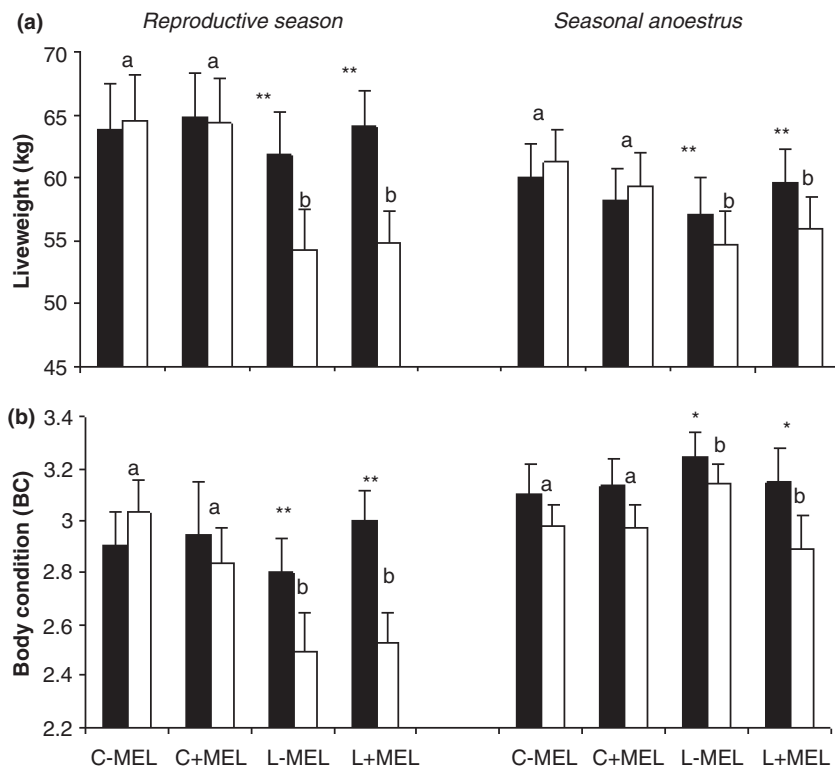 (a) Reproductive season Seasonal anoestrus
70
65
60
55
50
45
Liveweight (kg)
a a ** b ** b
a a ** b ** b
(b)
3.4
3.2
3
2.8
2.6
2.4
2.2
Body condition (BC)
a a ** b ** b
a a * b * b
C-MEL C+MEL L-MEL L+MEL C-MEL C+MEL L-MEL L+MEL